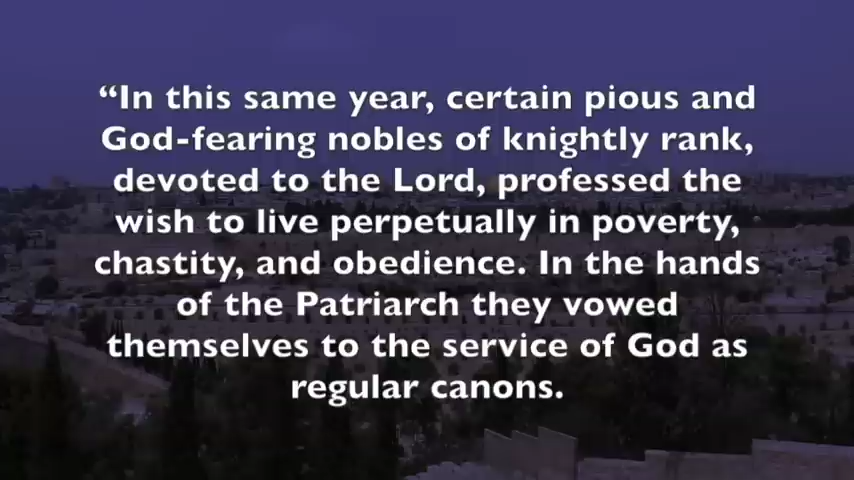 “In this same year, certain pious and
God-fearing nobles of knightly rank,
devoted to the Lord, professed the
wish to live perpetually in poverty,
chastity, and obedience. In the hands
of the Patriarch they vowed
themselves to the service of God as
regular canons.